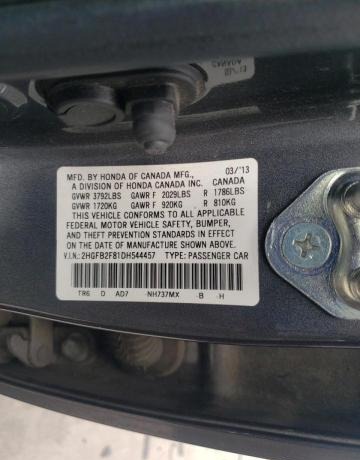 MFD. BY HONDA OF CANADA MFG., 03/'13
A DIVISION OF HONDA CANADA INC. CANADA
GVWR 3792LBS GAWR F 2029LBS R 1786LBS
GVWR 1720KG GAWR F 920KG R 810KG
THIS VEHICLE CONFORMS TO ALL APPLICABLE
FEDERAL MOTOR VEHICLE SAFETY, BUMPER,
AND THEFT PREVENTION STANDARDS IN EFFECT
ON THE DATE OF MANUFACTURE SHOWN ABOVE.
V.I.N.: 2HGFB2F81DH544457 TYPE: PASSENGER CAR
TR6 D AD7 -NH737MX -B -H